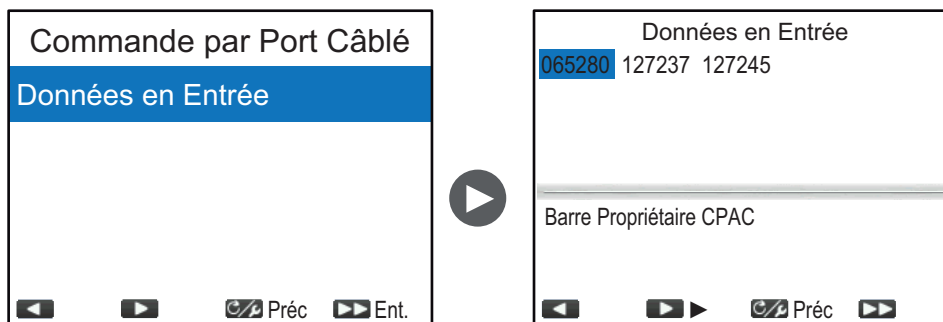 Commande par Port Câblé
Données en Entrée
Préc
Ent.
Données en Entrée
065280 127237 127245
Barre Propriétaire CPAC
Préc